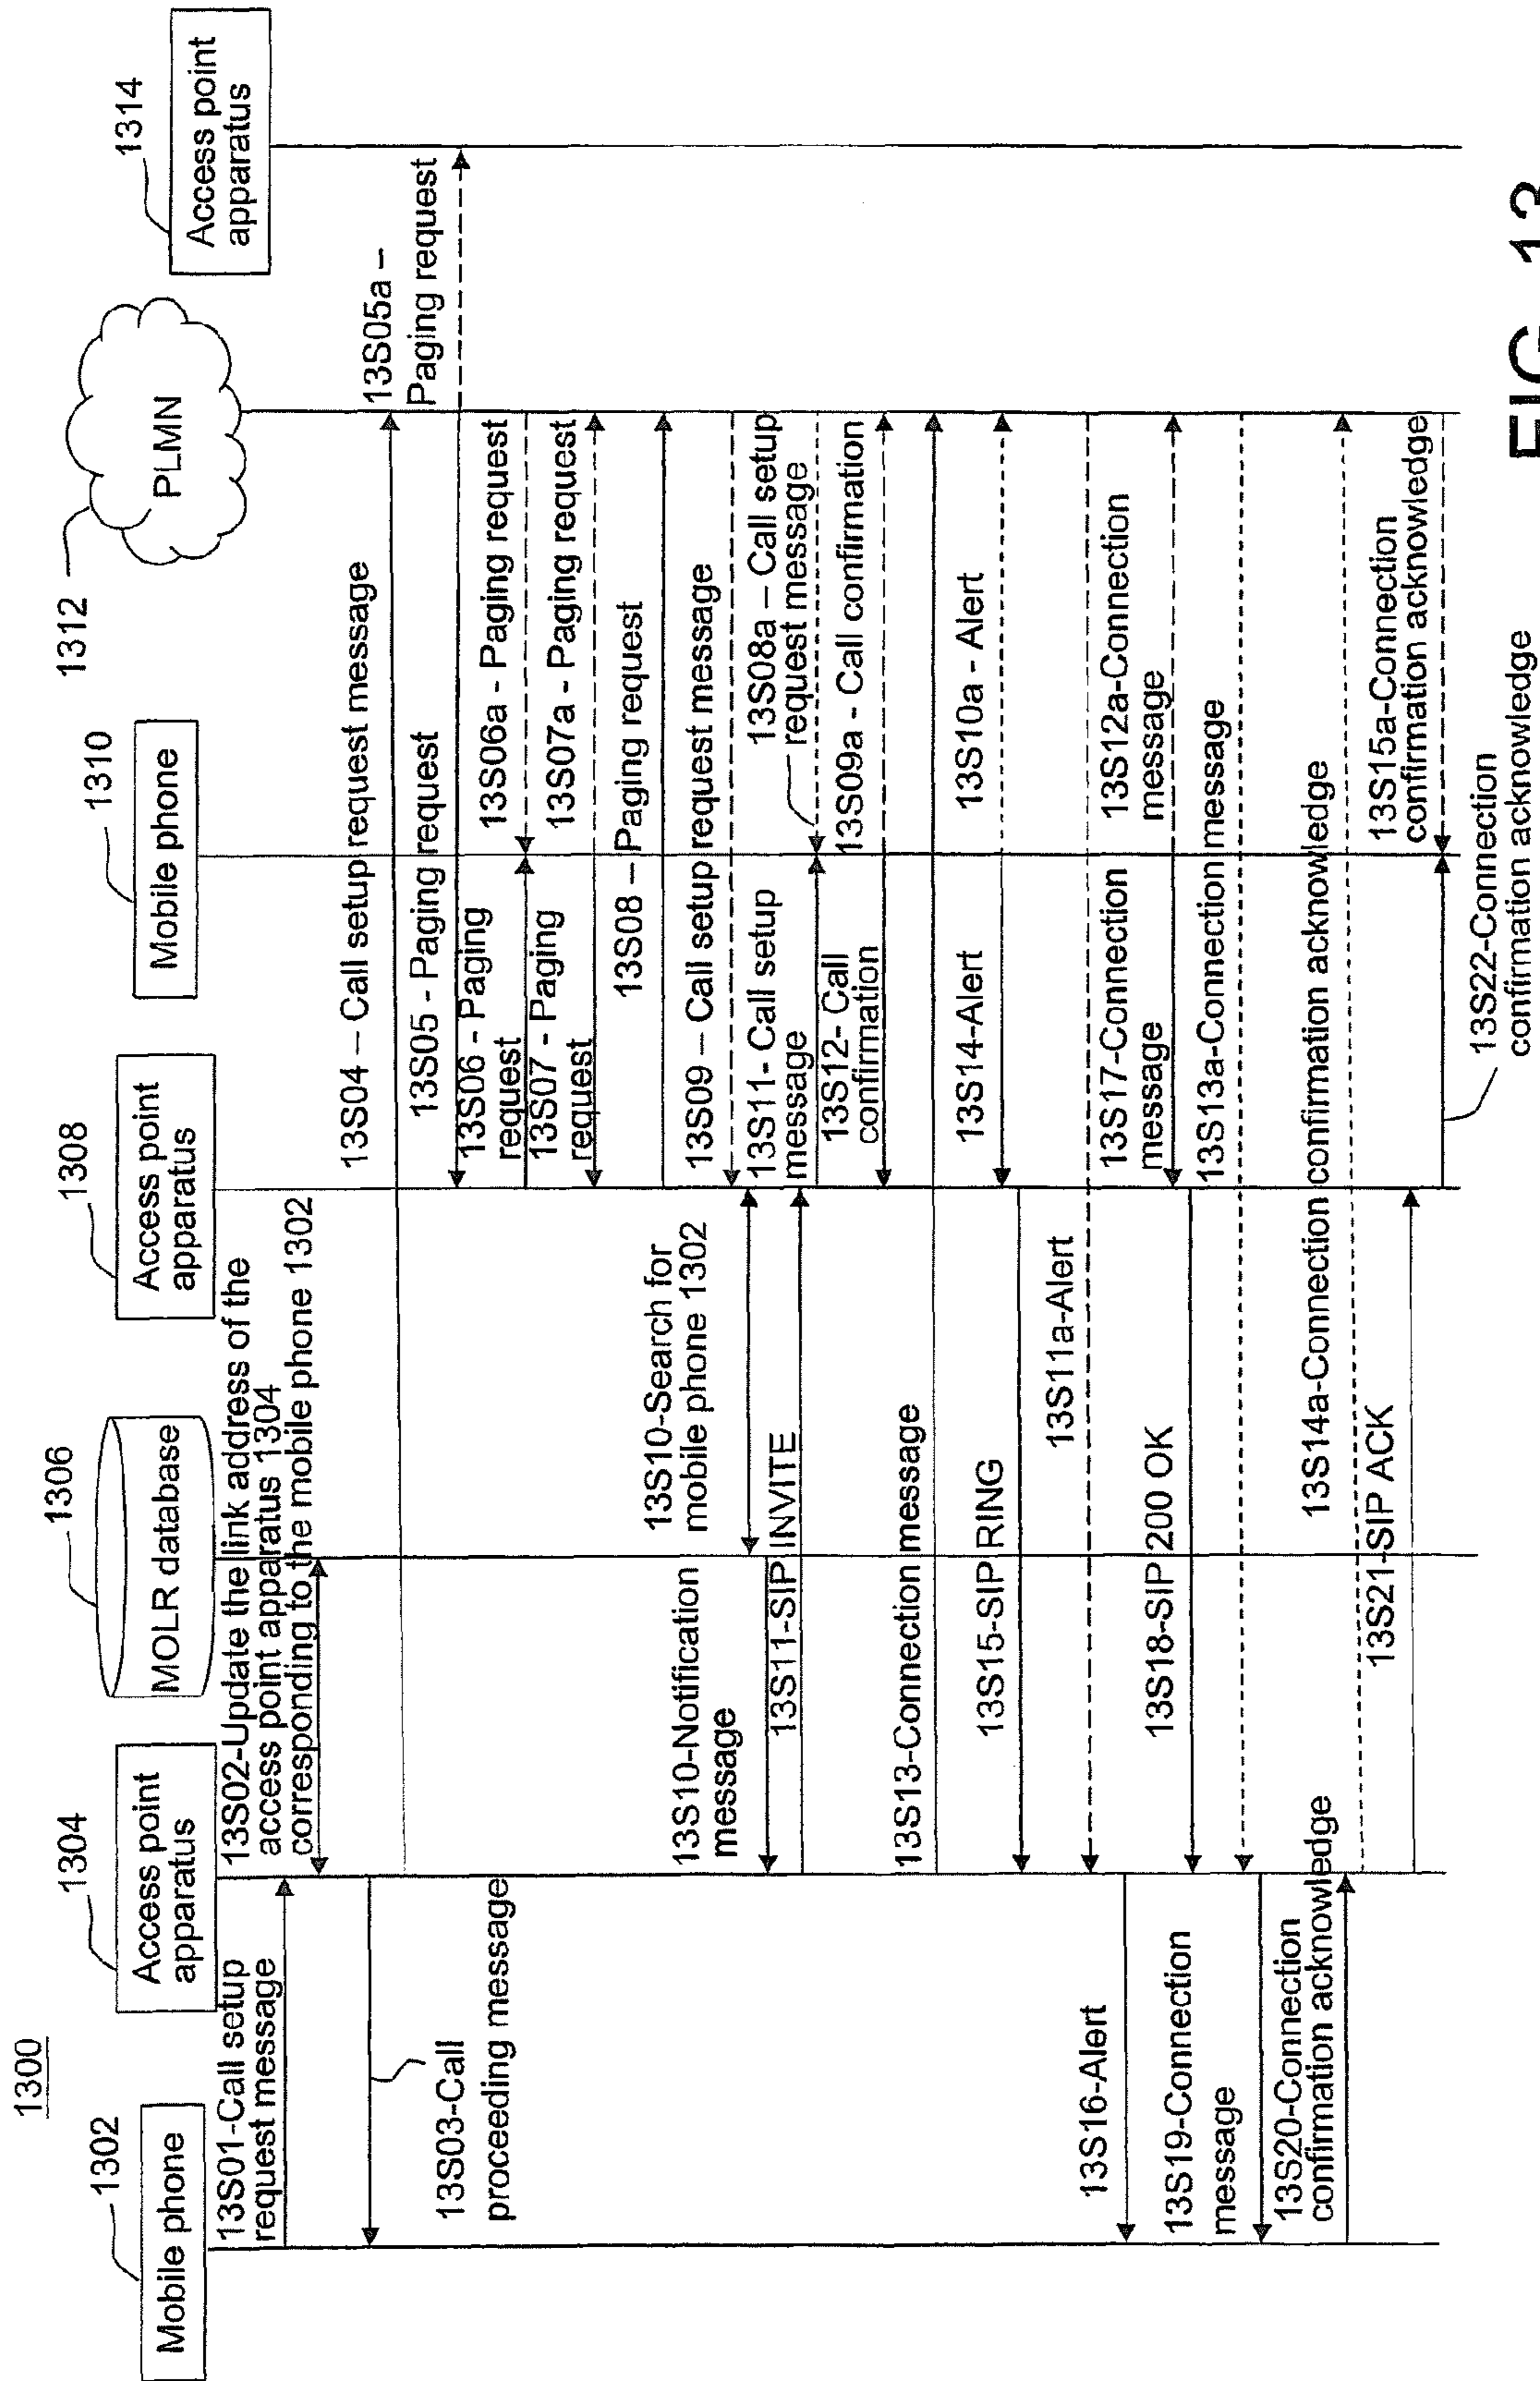 1300
1302
Mobile phone
1304
Access point
apparatus
1306
MOLR database
1308
Access point
apparatus
1310
Mobile phone
1312
PLMN
1314
Access point
apparatus
13S01-Call setup
request message
13S02-Update the link address of the
access point apparatus 1304
corresponding to the mobile phone 1302
13S03-Call
proceeding message
13S04 – Call setup request message
13S05 - Paging request
13S05a –
Paging request
13S06 - Paging
request
13S06a - Paging request
13S07 - Paging
request
13S07a - Paging request
13S08 – Paging request
13S09 – Call setup request message
13S10-Search for
mobile phone 1302
13S10-Notification
message
13S11-SIP INVITE
13S11- Call setup
message
13S08a – Call setup
request message
13S12- Call
confirmation
13S09a - Call confirmation
13S13-Connection message
13S14-Alert
13S10a - Alert
13S15-SIP RING
13S11a-Alert
13S16-Alert
13S17-Connection
message
13S12a-Connection
message
13S18-SIP 200 OK
13S13a-Connection message
13S19-Connection
message
13S20-Connection
confirmation acknowledge
13S14a-Connection confirmation acknowledge
13S21-SIP ACK
13S15a-Connection
confirmation acknowledge
13S22-Connection
confirmation acknowledge
FIG. 13